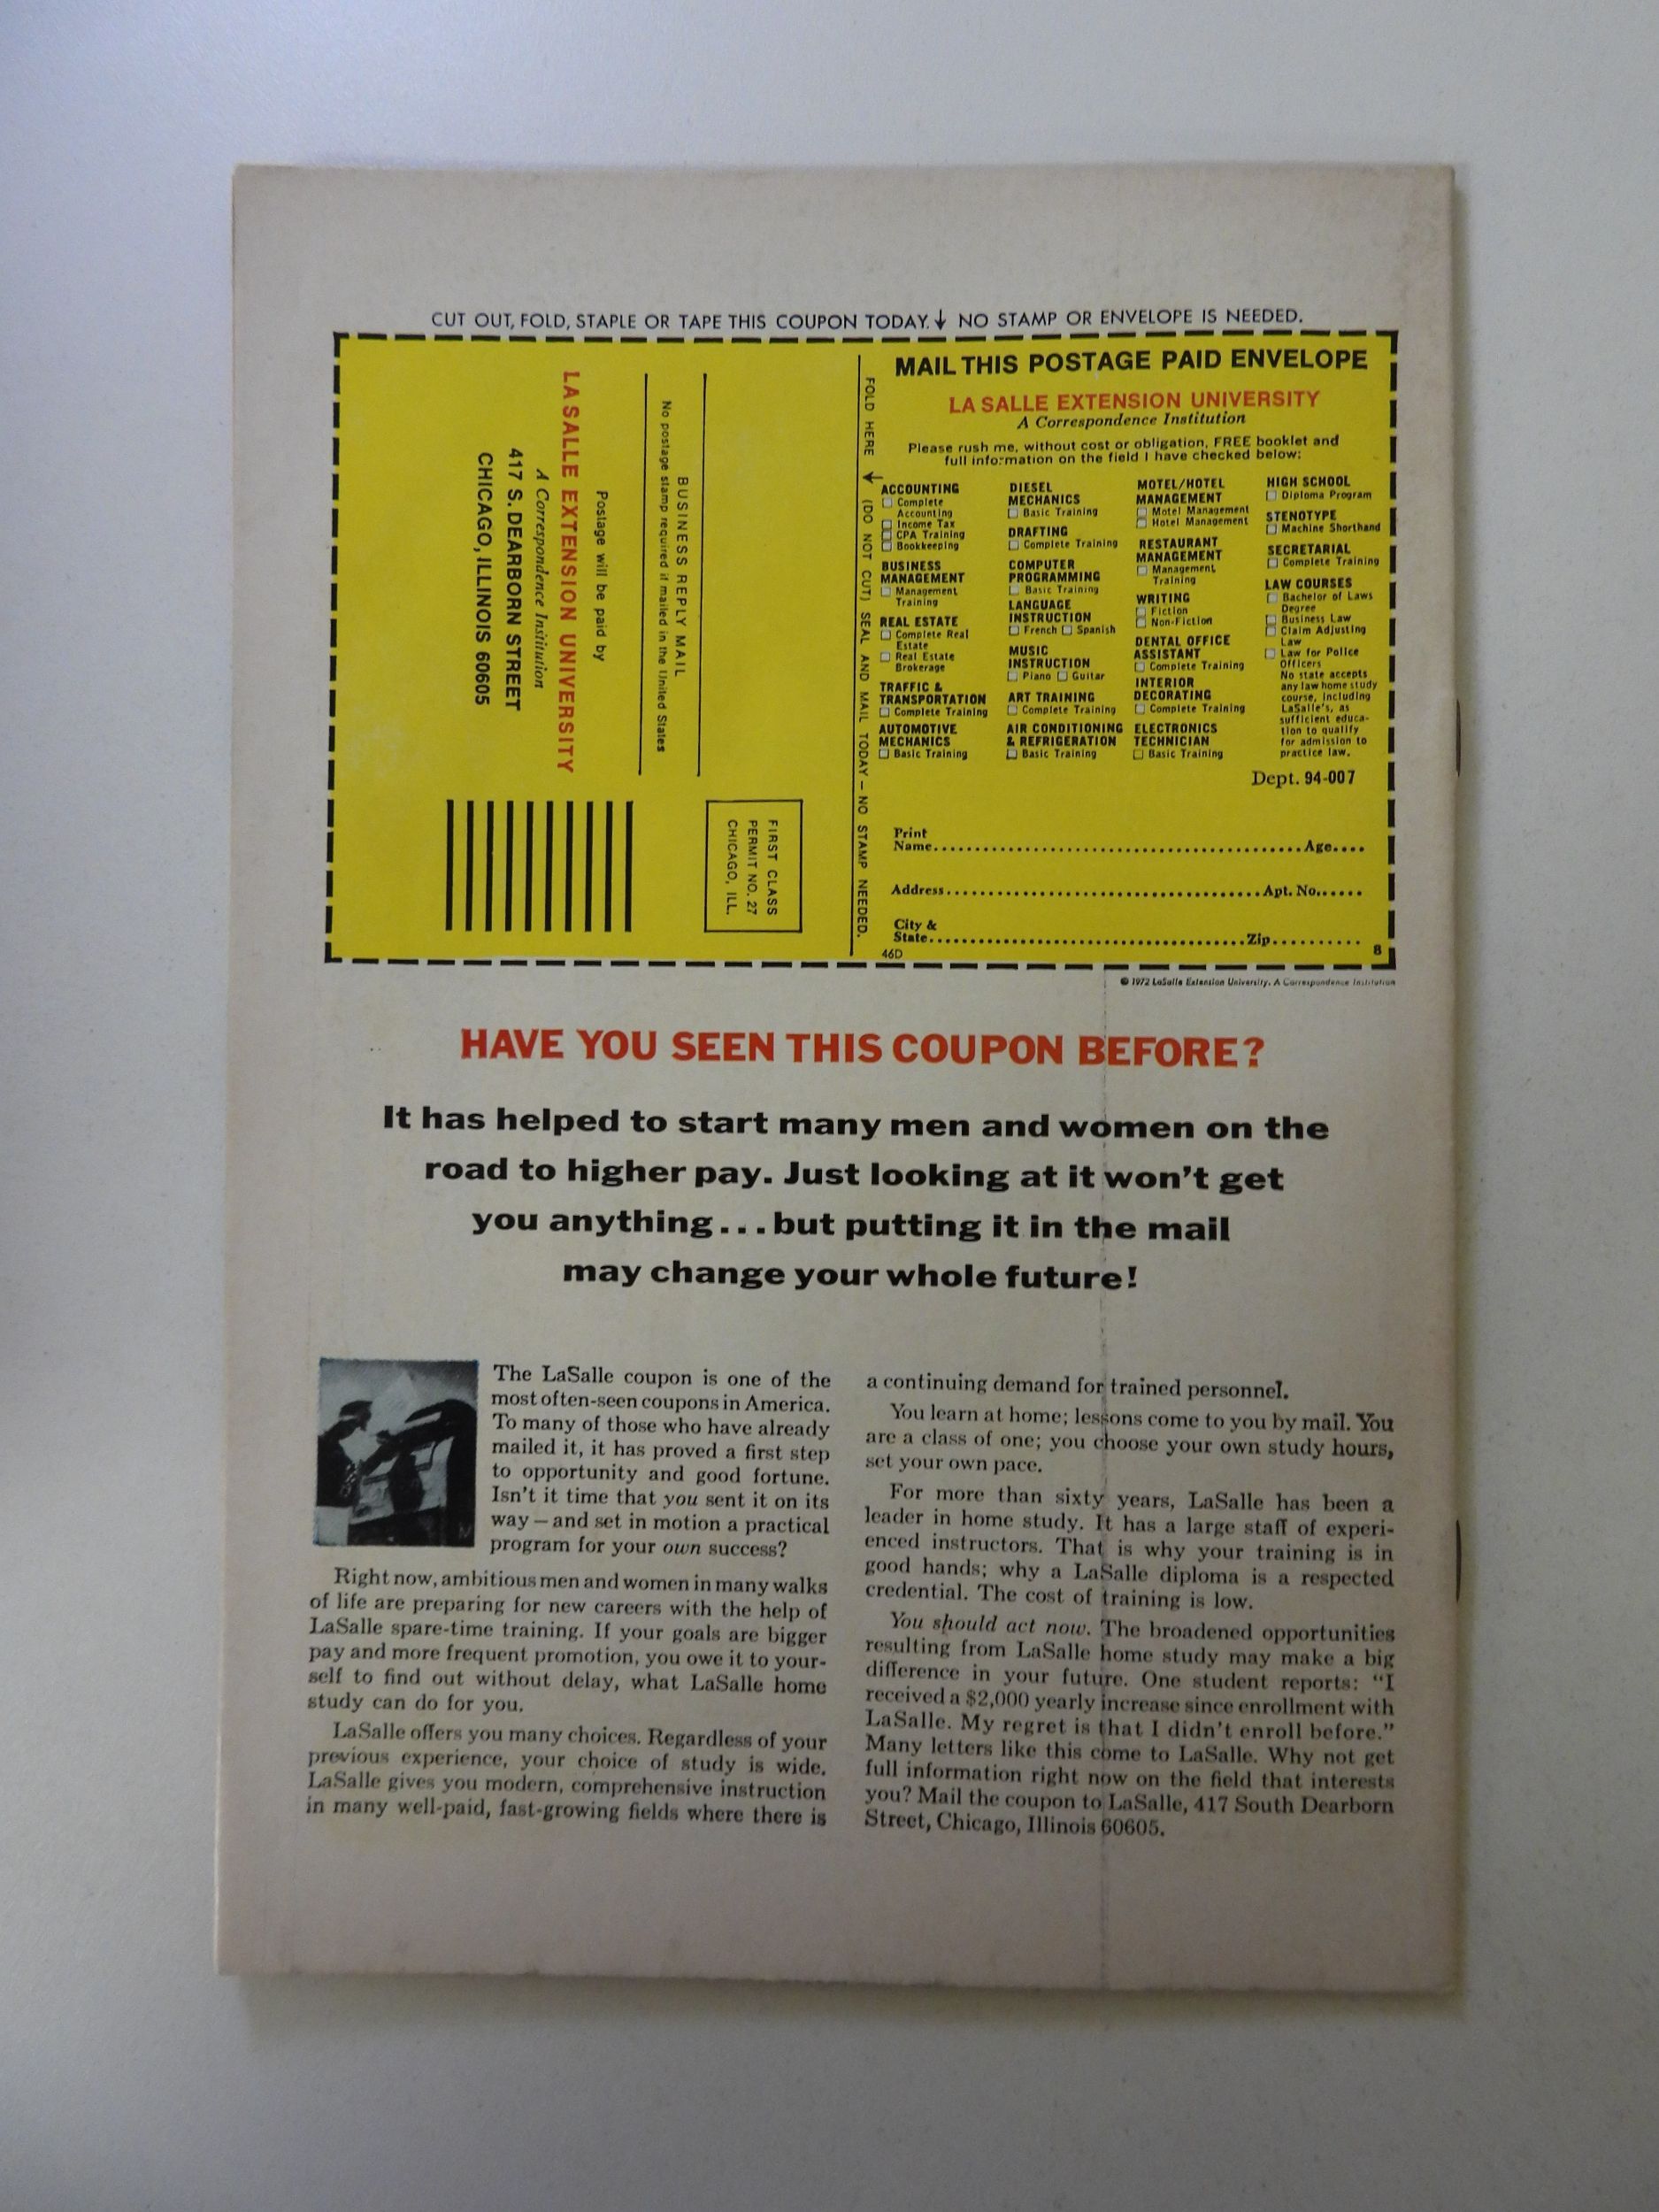 CUT OUT, FOLD, STAPLE OR TAPE THIS COUPON TODAY. ↓ NO STAMP OR ENVELOPE IS NEEDED.
BUSINESS REPLY MAIL
No postage stamp required if mailed in the United States
Postage will be paid by
LA SALLE EXTENSION UNIVERSITY
A Correspondence Institution
417 S. DEARBORN STREET
CHICAGO, ILLINOIS 60605
FIRST CLASS
PERMIT NO. 27
CHICAGO, ILL.
FOLD HERE (DO NOT CUT) SEAL AND MAIL TODAY — NO STAMP NEEDED.
MAIL THIS POSTAGE PAID ENVELOPE
LA SALLE EXTENSION UNIVERSITY
A Correspondence Institution
Please rush me, without cost or obligation, FREE booklet and
full information on the field I have checked below:
ACCOUNTING
Complete
Accounting
Income Tax
CPA Training
Bookkeeping
BUSINESS
MANAGEMENT
Management
Training
REAL ESTATE
Complete Real
Estate
Real Estate
Brokerage
TRAFFIC &
TRANSPORTATION
Complete Training
AUTOMOTIVE
MECHANICS
Basic Training
DIESEL
MECHANICS
Basic Training
DRAFTING
Complete Training
COMPUTER
PROGRAMMING
Basic Training
LANGUAGE
INSTRUCTION
French Spanish
MUSIC
INSTRUCTION
Piano Guitar
ART TRAINING
Complete Training
AIR CONDITIONING
& REFRIGERATION
Basic Training
MOTEL/HOTEL
MANAGEMENT
Motel Management
Hotel Management
RESTAURANT
MANAGEMENT
Management
Training
WRITING
Fiction
Non-Fiction
DENTAL OFFICE
ASSISTANT
Complete Training
INTERIOR
DECORATING
Complete Training
ELECTRONICS
TECHNICIAN
Basic Training
HIGH SCHOOL
Diploma Program
STENOTYPE
Machine Shorthand
SECRETARIAL
Complete Training
LAW COURSES
Bachelor of Laws
Degree
Business Law
Claim Adjusting
Law
Law for Police
Officers
No state accepts
any law home study
course, including
LaSalle's, as
sufficient educa-
tion to qualify
for admission to
practice law.
Dept. 94-007
Print
Name Age
Address Apt. No.
City &
State Zip
46D 8
© 1972 LaSalle Extension University. A Correspondence Institution
HAVE YOU SEEN THIS COUPON BEFORE?
It has helped to start many men and women on the
road to higher pay. Just looking at it won't get
you anything...but putting it in the mail
may change your whole future!
The LaSalle coupon is one of the
most often-seen coupons in America.
To many of those who have already
mailed it, it has proved a first step
to opportunity and good fortune.
Isn't it time that you sent it on its
way—and set in motion a practical
program for your own success?
Right now, ambitious men and women in many walks
of life are preparing for new careers with the help of
LaSalle spare-time training. If your goals are bigger
pay and more frequent promotion, you owe it to your-
self to find out without delay, what LaSalle home
study can do for you.
LaSalle offers you many choices. Regardless of your
previous experience, your choice of study is wide.
LaSalle gives you modern, comprehensive instruction
in many well-paid, fast-growing fields where there is
a continuing demand for trained personnel.
You learn at home; lessons come to you by mail. You
are a class of one; you choose your own study hours,
set your own pace.
For more than sixty years, LaSalle has been a
leader in home study. It has a large staff of experi-
enced instructors. That is why your training is in
good hands; why a LaSalle diploma is a respected
credential. The cost of training is low.
You should act now. The broadened opportunities
resulting from LaSalle home study may make a big
difference in your future. One student reports: "I
received a $2,000 yearly increase since enrollment with
LaSalle. My regret is that I didn't enroll before."
Many letters like this come to LaSalle. Why not get
full information right now on the field that interests
you? Mail the coupon to LaSalle, 417 South Dearborn
Street, Chicago, Illinois 60605.